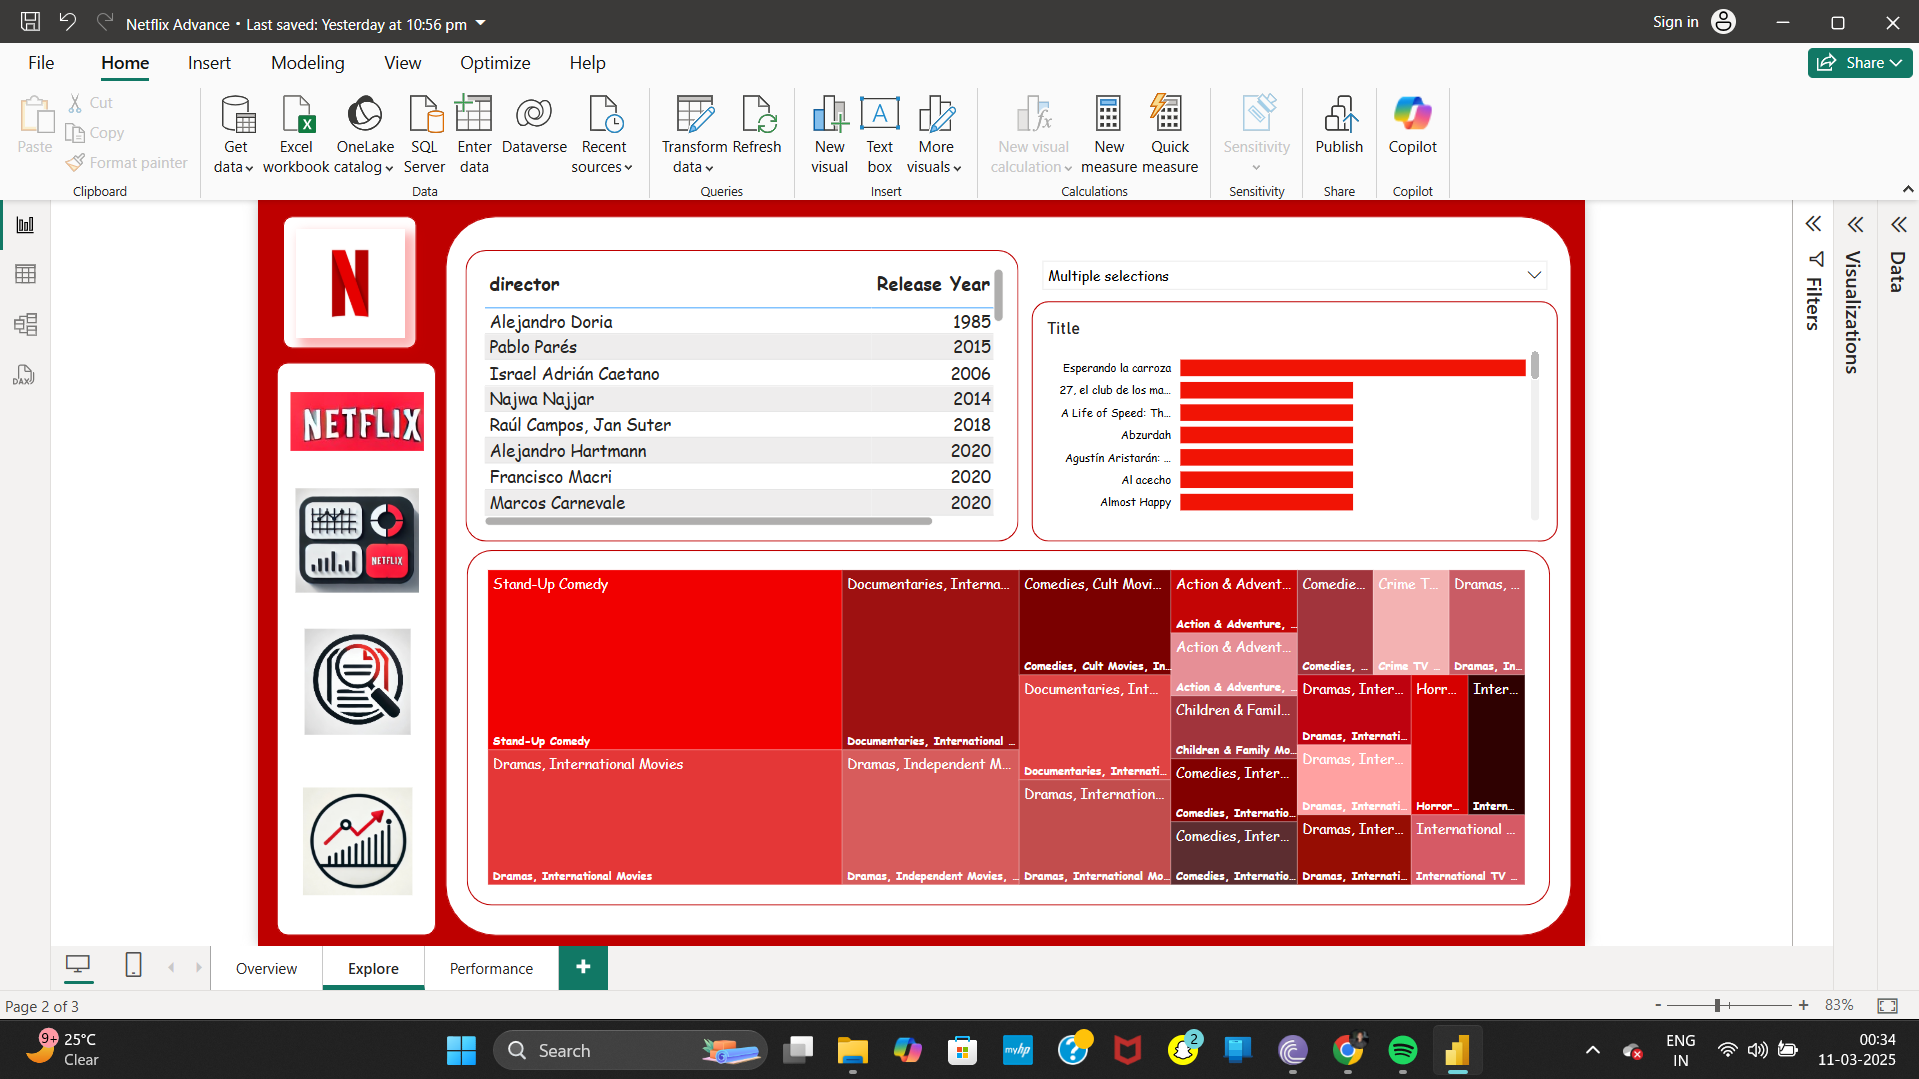 Netflix Advance • Last saved: Yesterday at 10:56 pm
Sign in
File
Home
Insert
Modeling
View
Optimize
Help
Share
Paste
Cut
Copy
Format painter
Clipboard
Get data
Excel workbook
OneLake catalog
SQL Server
Enter data
Dataverse
Recent sources
Data
Transform data
Refresh
Queries
New visual
Text box
More visuals
Insert
New visual calculation
New measure
Quick measure
Calculations
Sensitivity
Sensitivity
Publish
Share
Copilot
Copilot
N
NETFLIX
NETFLIX
director Release Year
Alejandro Doria 1985
Pablo Parés 2015
Israel Adrián Caetano 2006
Najwa Najjar 2014
Raúl Campos, Jan Suter 2018
Alejandro Hartmann 2020
Francisco Macri 2020
Marcos Carnevale 2020
Multiple selections
Title
Esperando la carroza
27, el club de los ma...
A Life of Speed: Th...
Abzurdah
Agustín Aristarán: ...
Al acecho
Almost Happy
Stand-Up Comedy
Stand-Up Comedy
Dramas, International Movies
Dramas, International Movies
Documentaries, Interna...
Documentaries, International ...
Dramas, Independent M...
Dramas, Independent Movies, ...
Comedies, Cult Movi...
Comedies, Cult Movies, In...
Documentaries, Int...
Documentaries, Internati...
Dramas, Internation...
Dramas, International Mo...
Action & Advent...
Action & Adventure, ...
Action & Advent...
Action & Adventure, ...
Children & Famil...
Children & Family Mo...
Comedies, Inter...
Comedies, Internatio...
Comedies, Inter...
Comedies, Internatio...
Comedie...
Comedies, ...
Crime T...
Crime TV ...
Dramas, ...
Dramas, In...
Dramas, Inter...
Dramas, Internati...
Dramas, Inter...
Dramas, Internati...
Dramas, Inter...
Dramas, Internati...
Horr...
Horror...
Inter...
Intern...
International ...
International TV ...
Filters
Visualizations
Data
Overview
Explore
Performance
+
Page 2 of 3
- + 83%
9+
25°C
Clear
Search
myhp
2
ENG
IN
00:34
11-03-2025